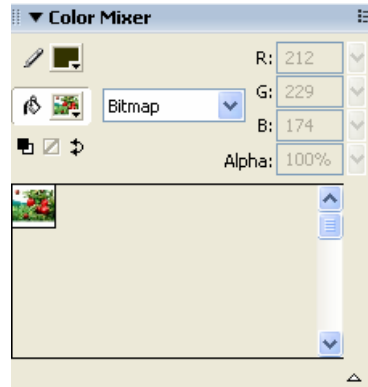 Color Mixer
R: 212
G: 229
Bitmap
B: 174
Alpha: 100%